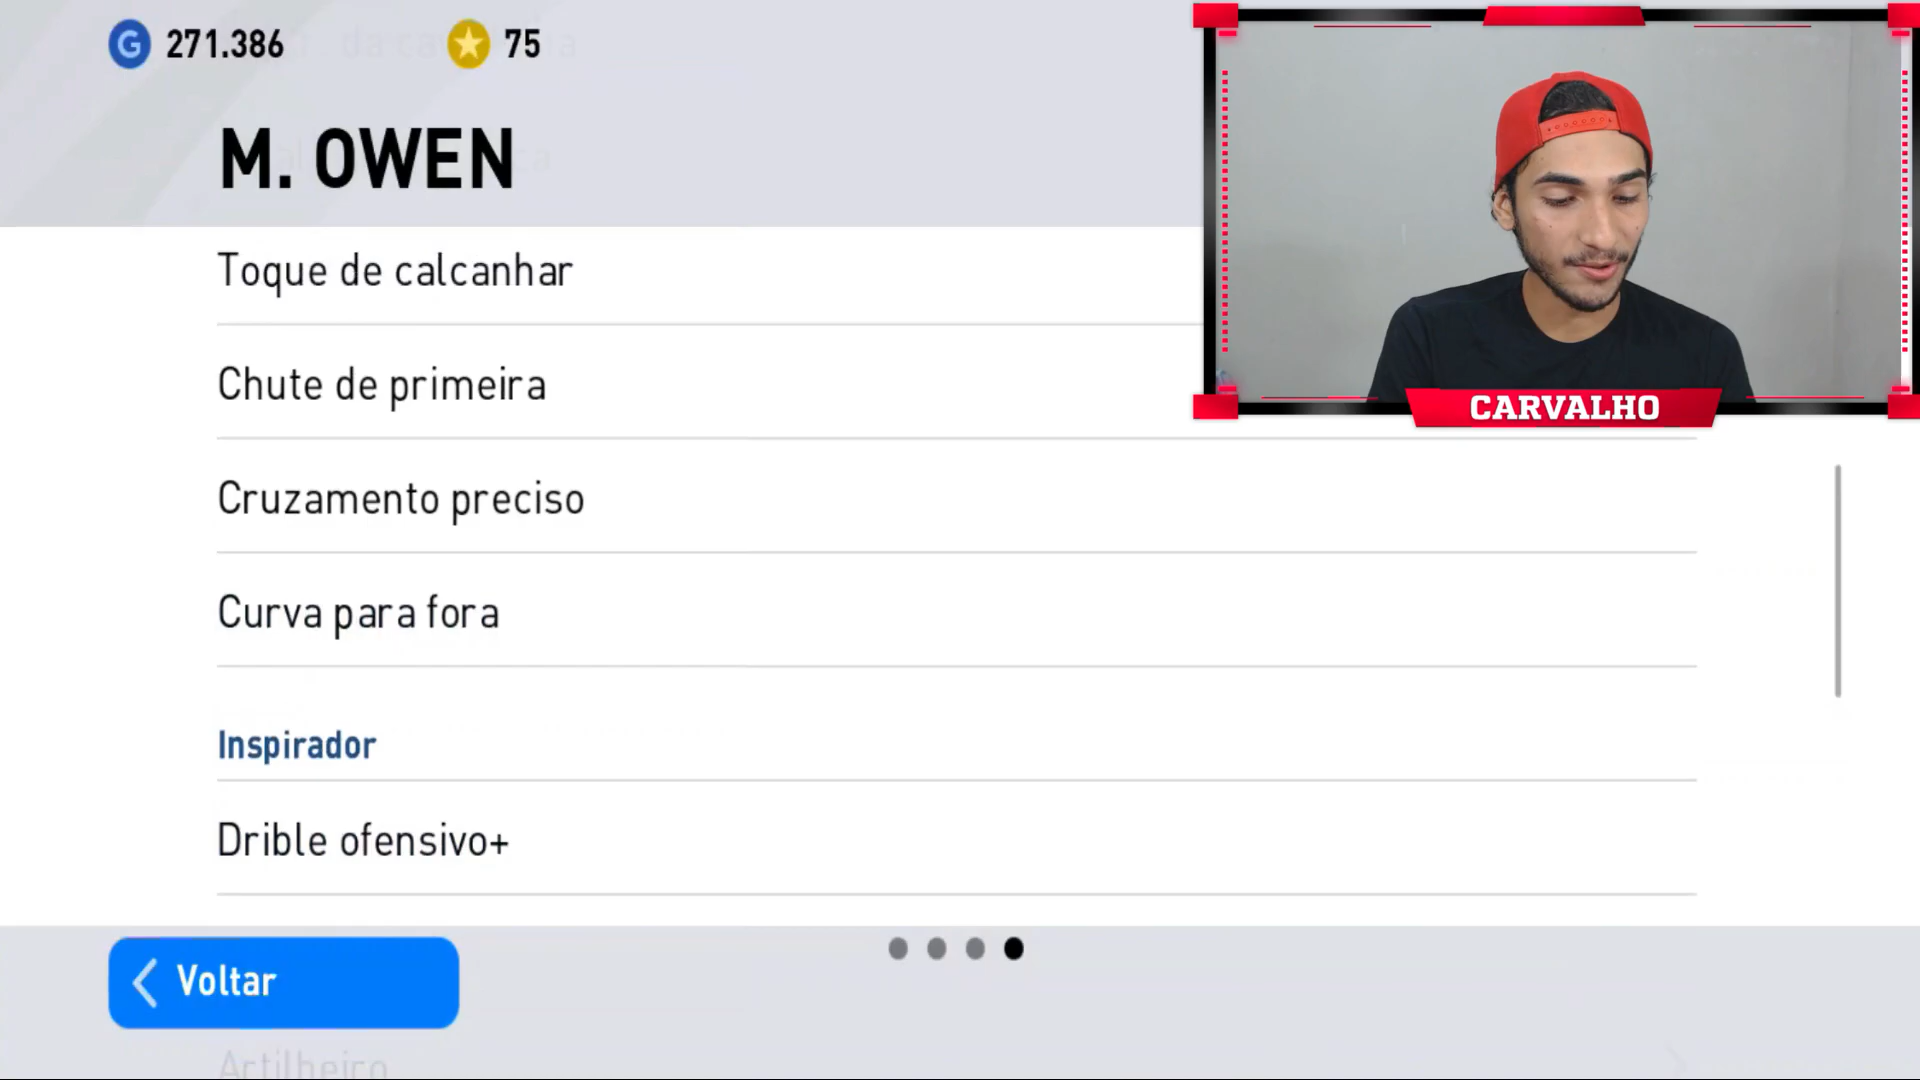 G 271.386 75
M. OWEN
Toque de calcanhar
Chute de primeira
Cruzamento preciso
Curva para fora
Inspirador
Drible ofensivo+
Voltar
Artilheiro
CARVALHO